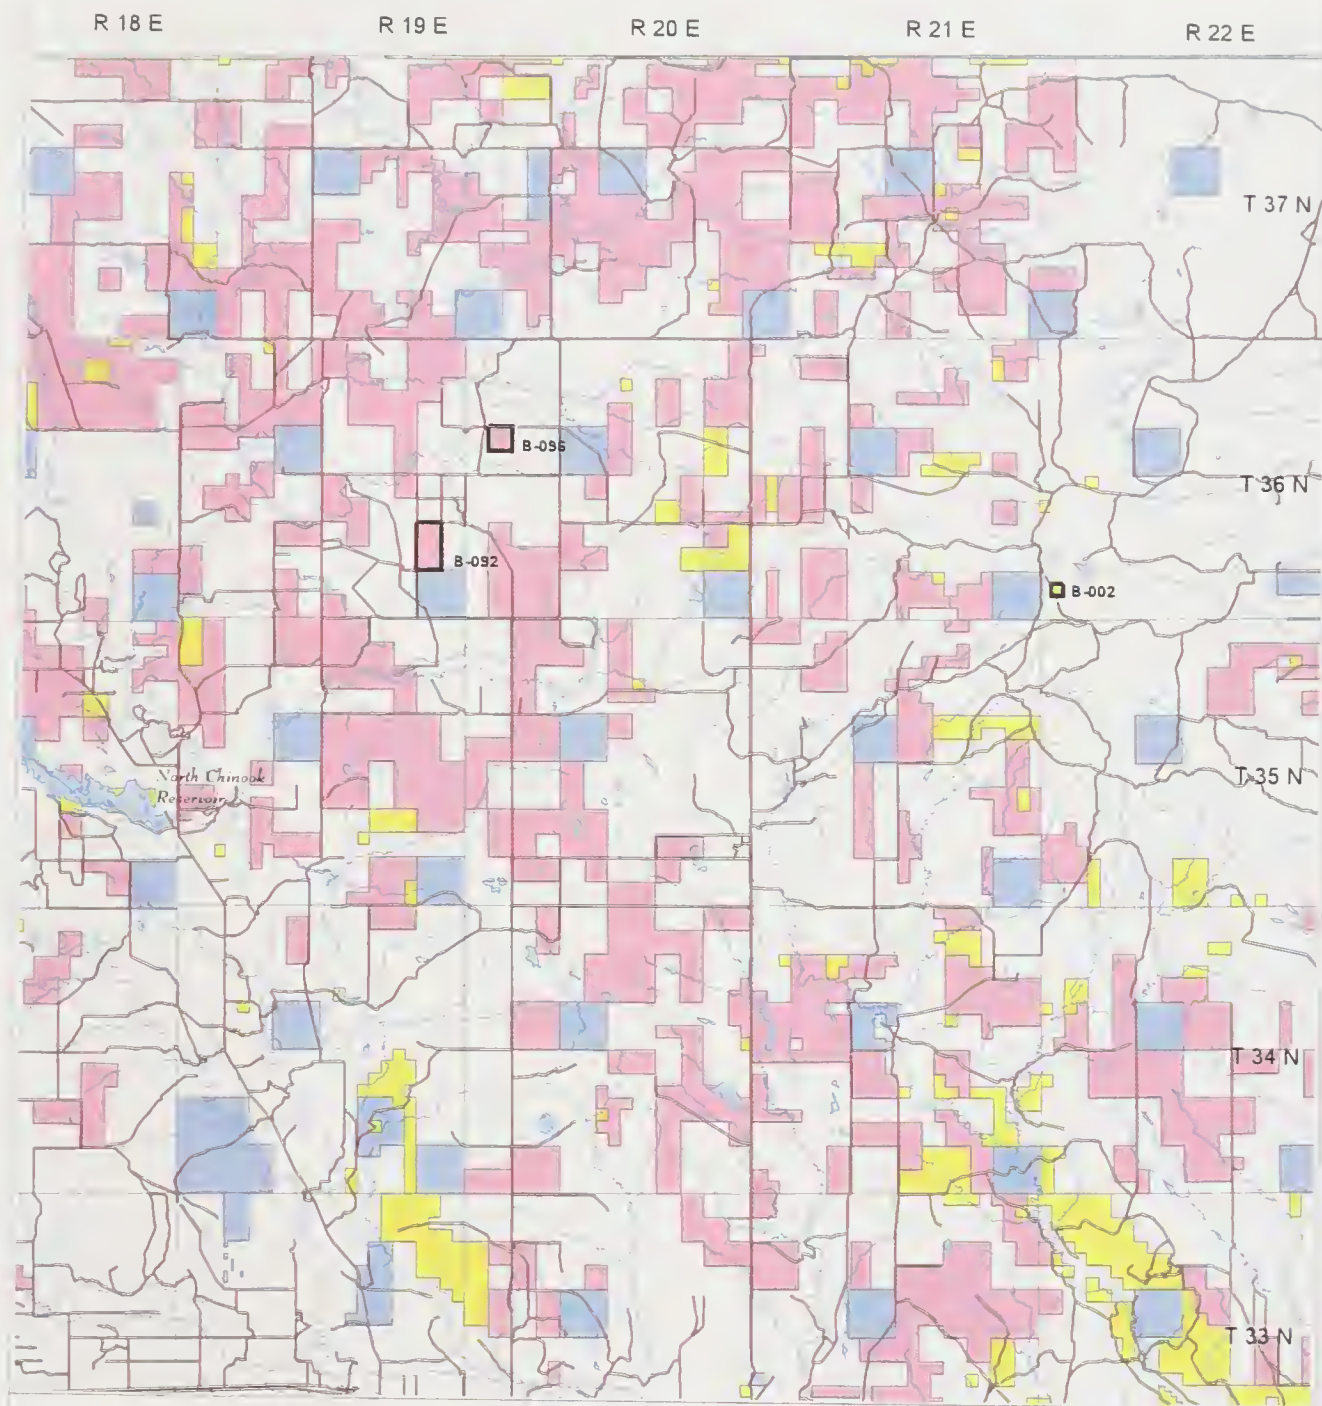 R 18 E R 19 E R 20 E R 21 E R 22 E
T 37 N
B-096
T 36 N
B-092
B-002
North Chinook
Reservoir
T 35 N
T 34 N
T 33 N